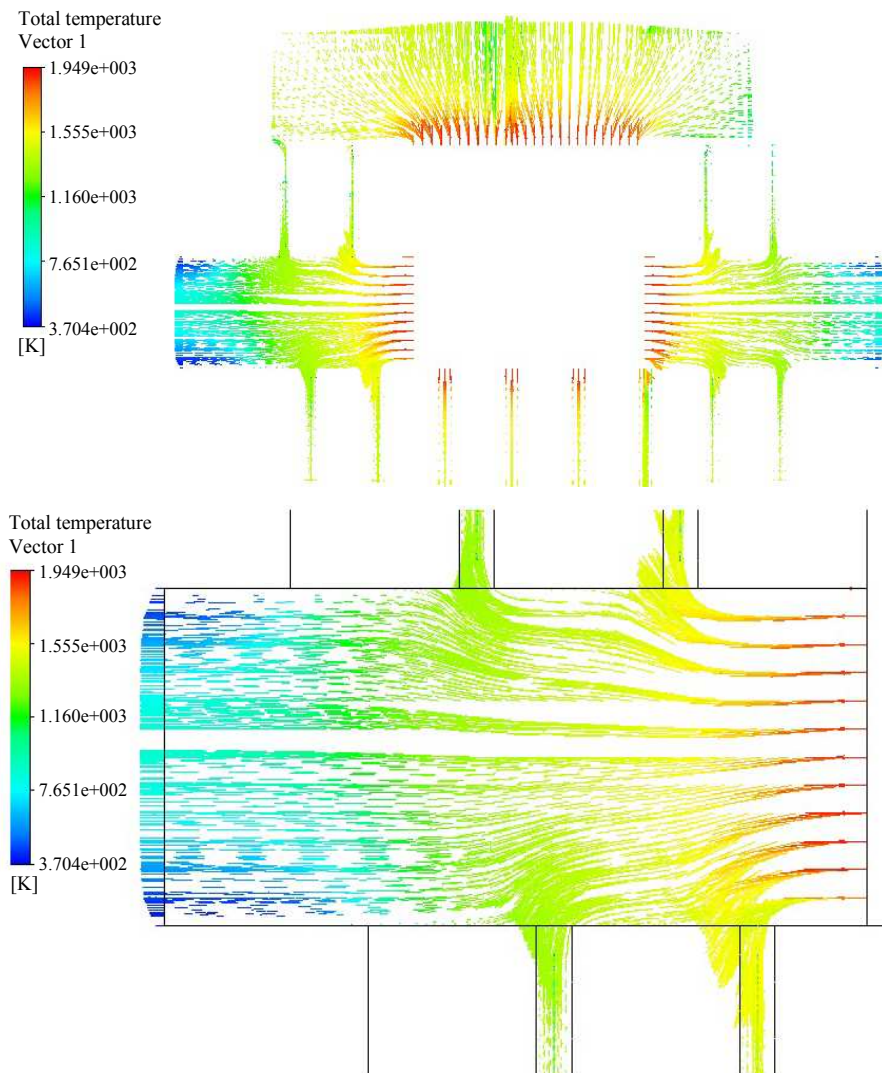 Total temperature
Vector 1
1.949e+003
1.555e+003
1.160e+003
7.651e+002
3.704e+002
[K]
Total temperature
Vector 1
1.949e+003
1.555e+003
1.160e+003
7.651e+002
3.704e+002
[K]